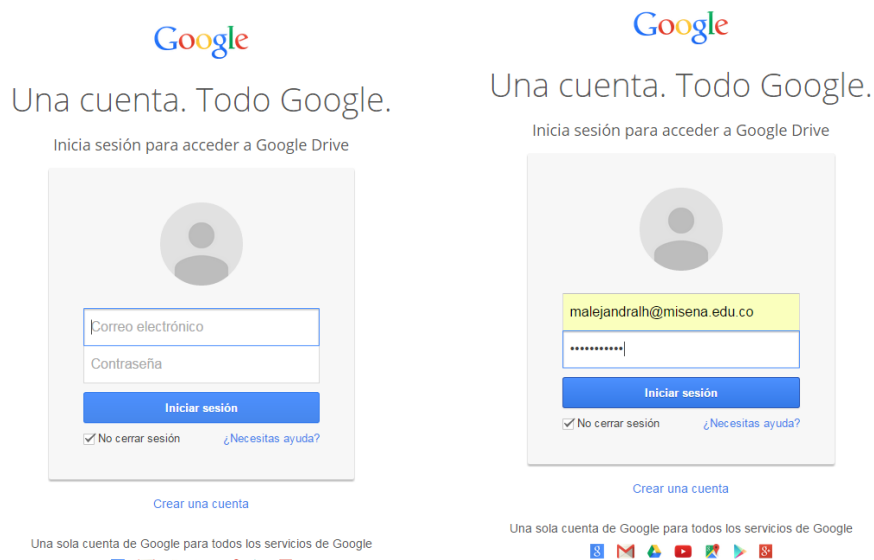 Google
Una cuenta. Todo Google.
Inicia sesión para acceder a Google Drive
Correo electrónico
Contraseña
Iniciar sesión
No cerrar sesión ¿Necesitas ayuda?
Crear una cuenta
Una sola cuenta de Google para todos los servicios de Google
Google
Una cuenta. Todo Google.
Inicia sesión para acceder a Google Drive
malejandralh@misena.edu.co
•••••••••••
Iniciar sesión
No cerrar sesión ¿Necesitas ayuda?
Crear una cuenta
Una sola cuenta de Google para todos los servicios de Google